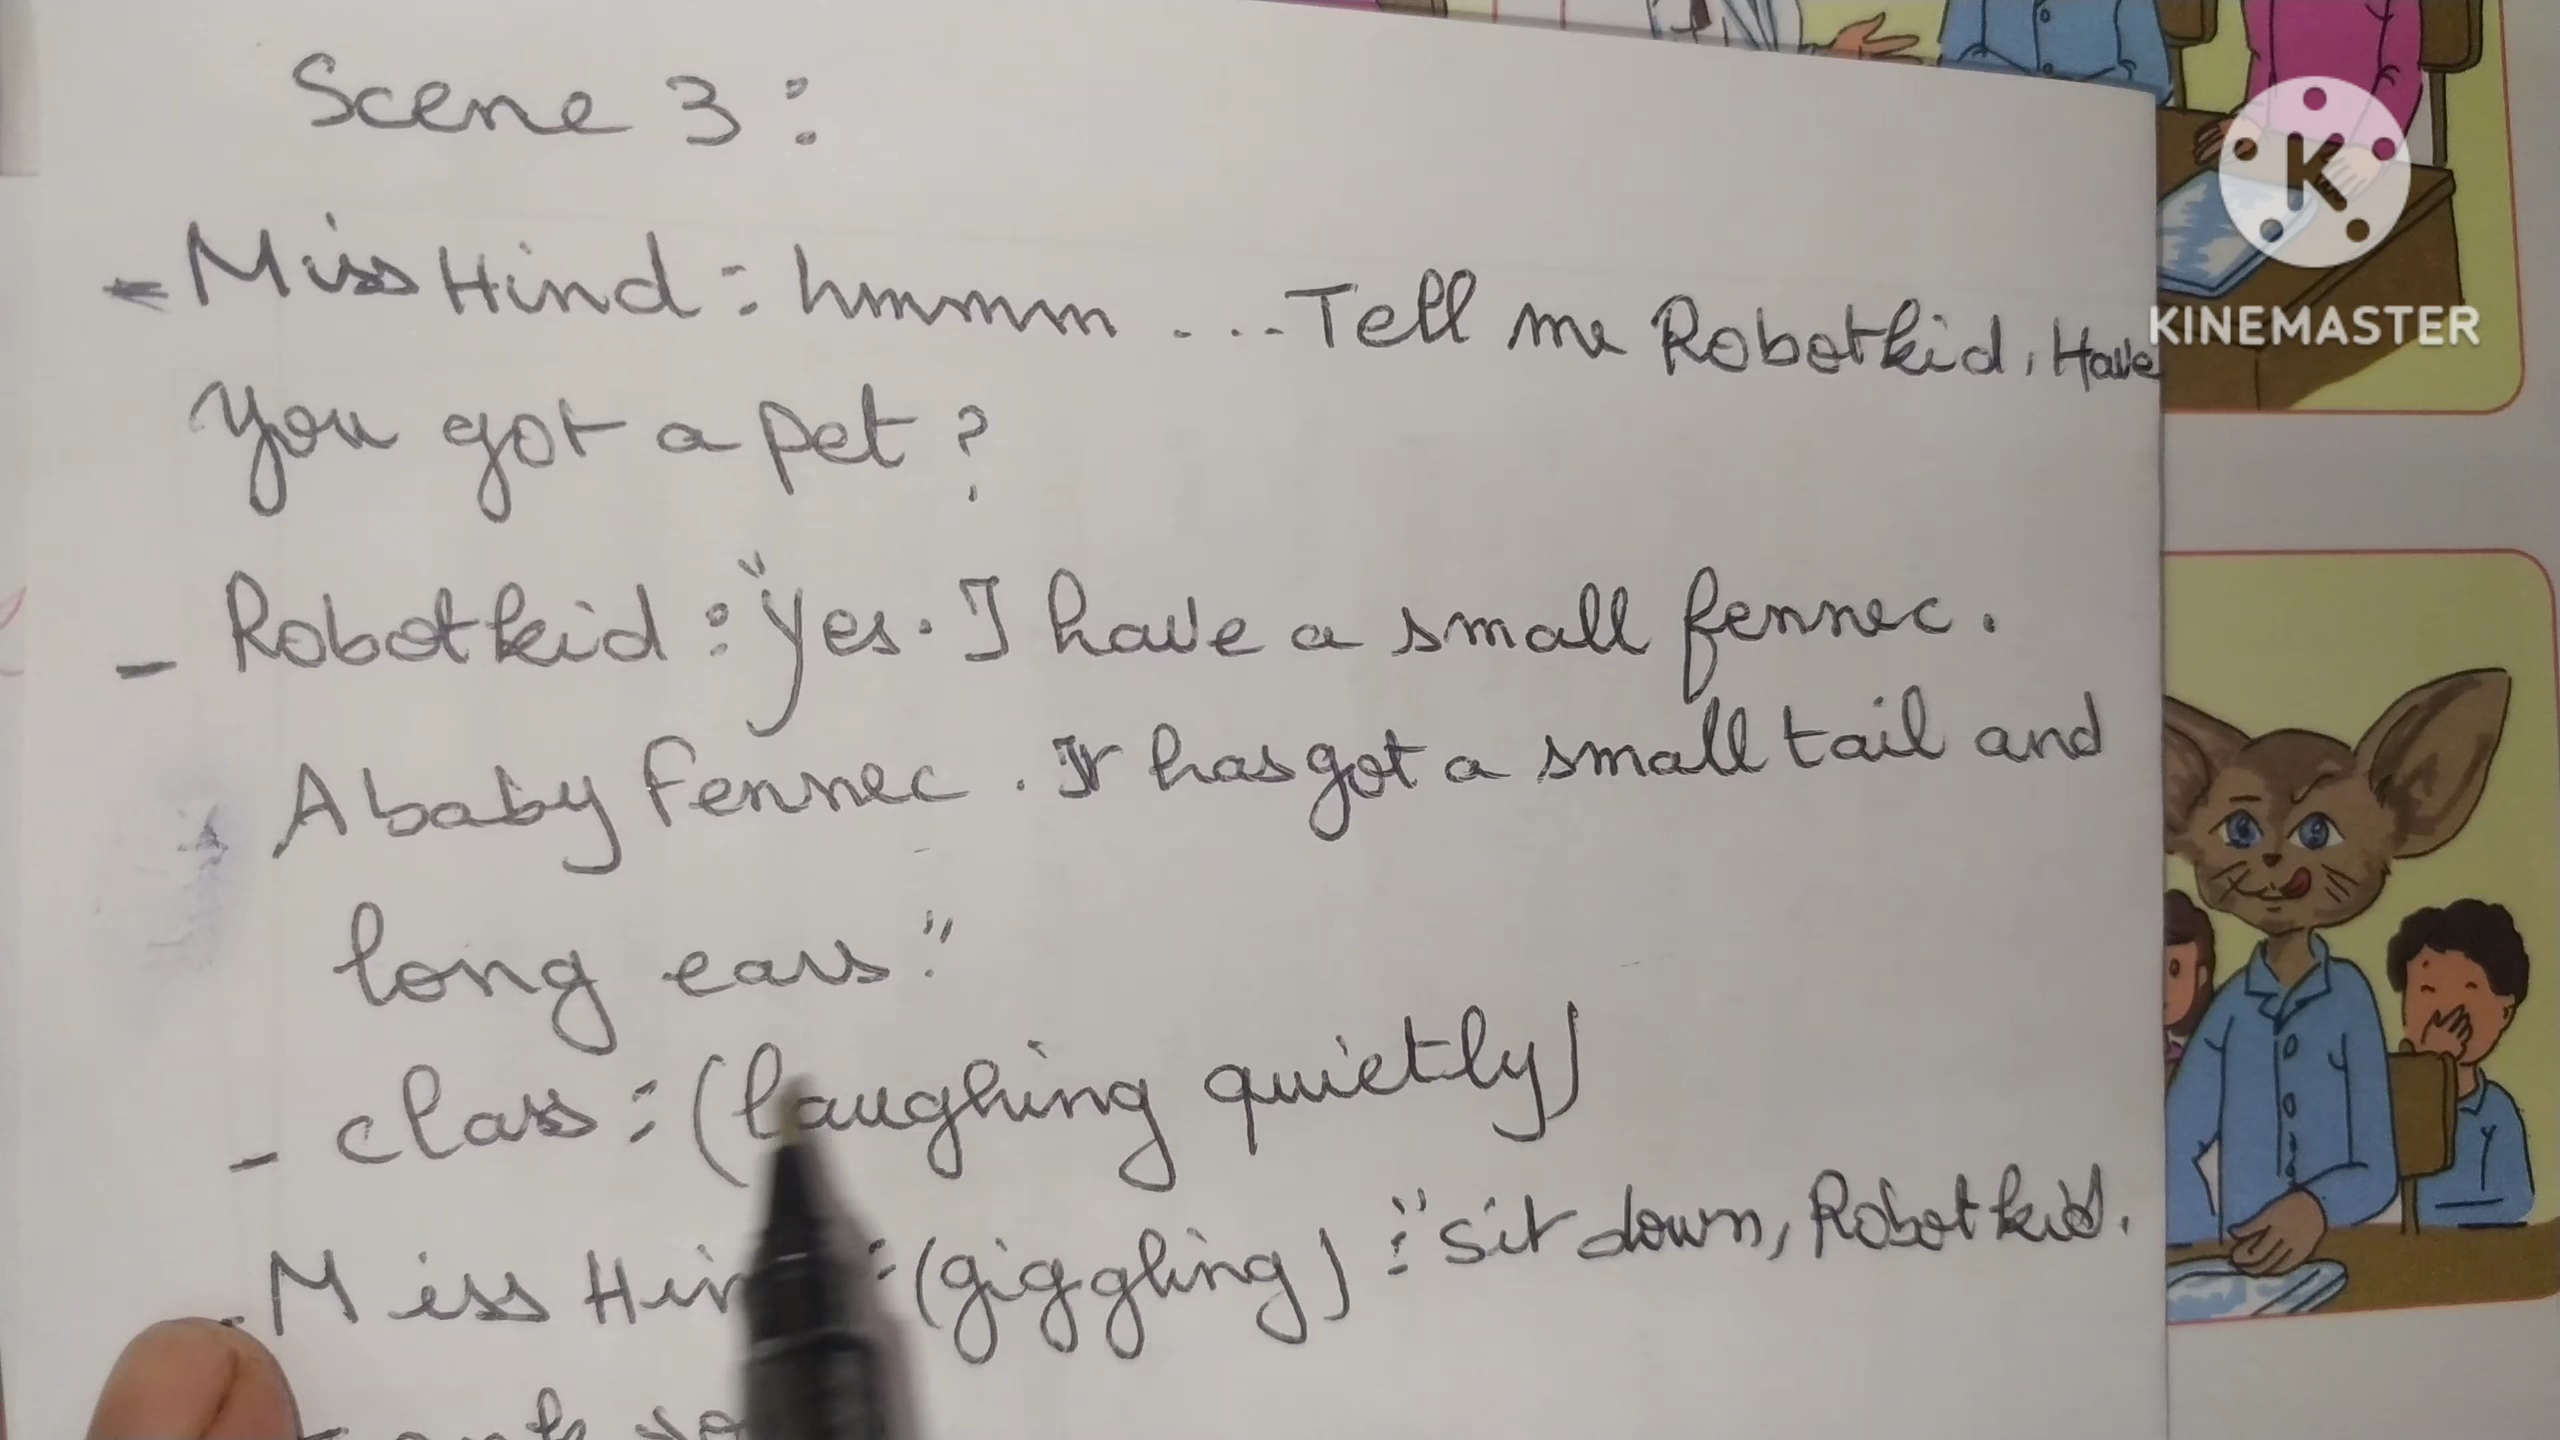 Scene 3:
- Miss Hind: hmmmm ....Tell me Robotkid, Have
you got a pet?
- Robotkid: "yes. I have a small fennec.
A baby Fennec. It has got a small tail and
long ears."
- class: (laughing quietly)
- Miss Hin :(giggling): "sit down, Robotkid.
K
KINEMASTER